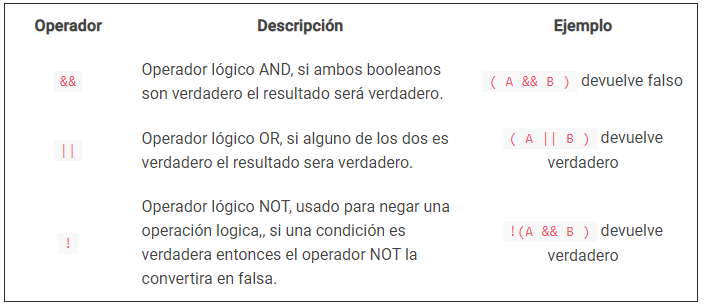 Operador Descripción Ejemplo
&& Operador lógico AND, si ambos booleanos
son verdadero el resultado será verdadero. ( A && B ) devuelve falso
|| Operador lógico OR, si alguno de los dos es
verdadero el resultado sera verdadero. ( A || B ) devuelve
verdadero
! Operador lógico NOT, usado para negar una
operación logica,, si una condición es
verdadera entonces el operador NOT la
convertira en falsa. !(A && B ) devuelve
verdadero